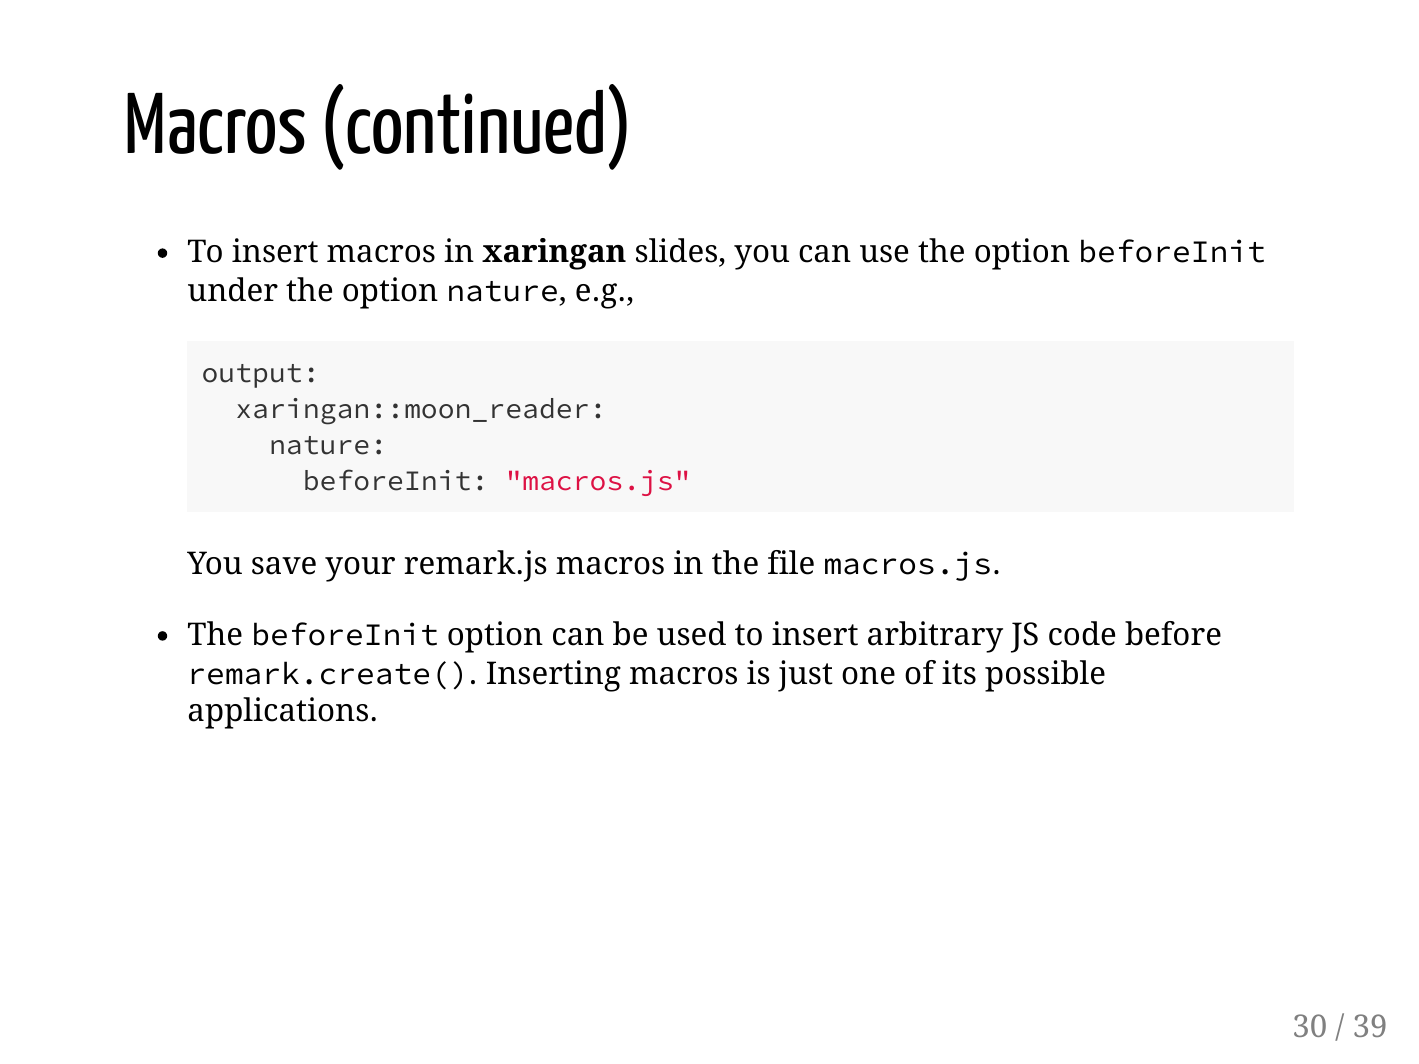 Macros (continued)
• To insert macros in xaringan slides, you can use the option beforeInit
under the option nature, e.g.,
output:
  xaringan::moon_reader:
    nature:
      beforeInit: "macros.js"
You save your remark.js macros in the file macros.js.
• The beforeInit option can be used to insert arbitrary JS code before
remark.create(). Inserting macros is just one of its possible
applications.
30 / 39